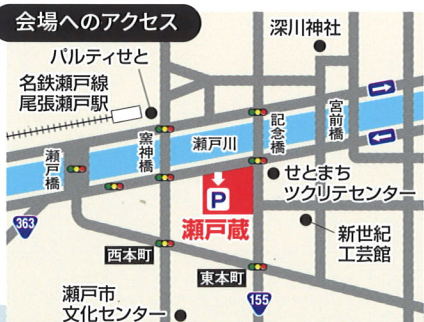 会場へのアクセス
深川神社
パルティせと
名鉄瀬戸線
尾張瀬戸駅
宮前橋
記念橋
瀬戸川
窯神橋
瀬戸橋
せとまち
ツクリテセンター
P
瀬戸蔵
363
新世紀
工芸館
西本町
東本町
155
瀬戸市
文化センター